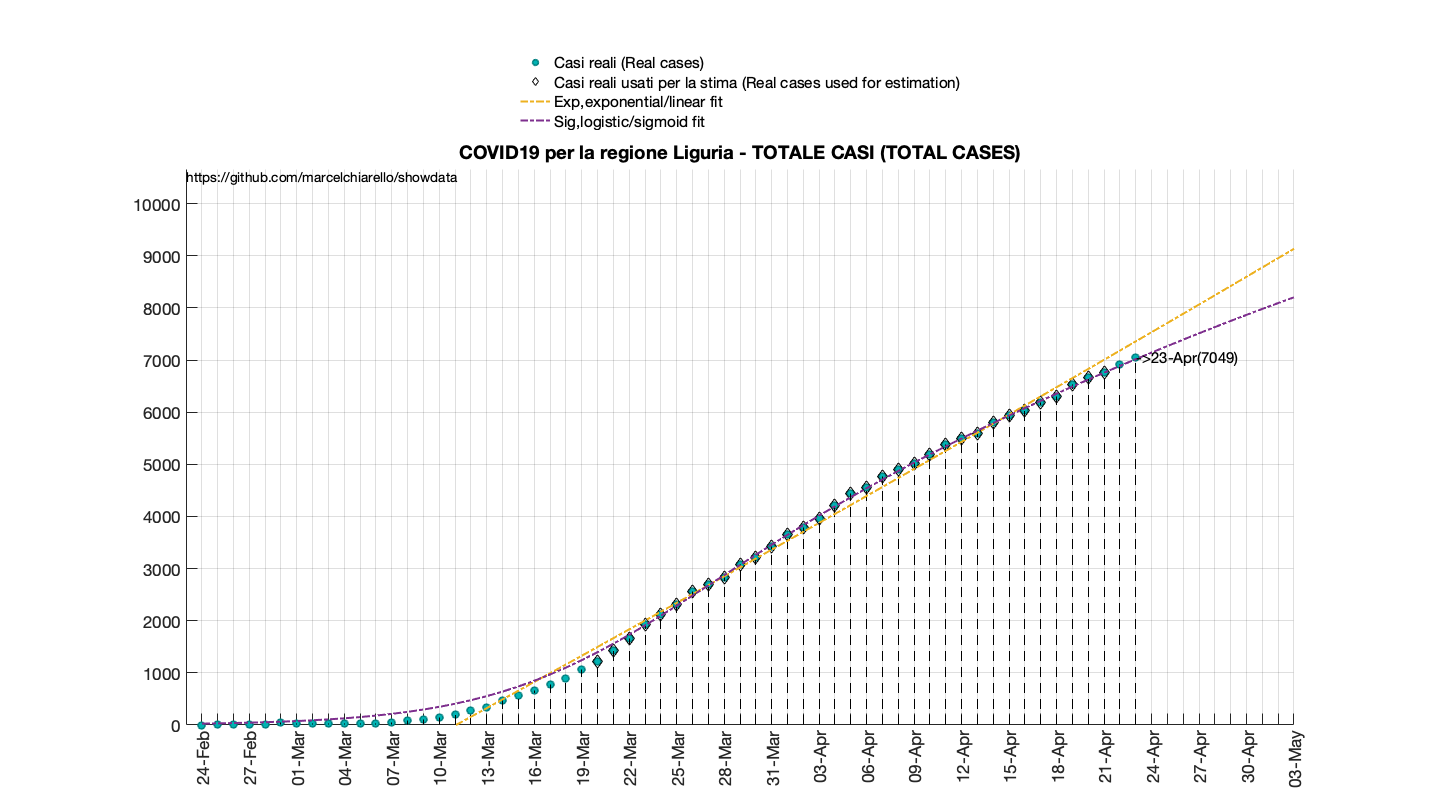 Casi reali (Real cases)
Casi reali usati per la stima (Real cases used for estimation)
Exp,exponential/linear fit
Sig,logistic/sigmoid fit
COVID19 per la regione Liguria - TOTALE CASI (TOTAL CASES)
https://github.com/marcelchiarello/showdata
10000
9000
8000
7000
6000
5000
4000
3000
2000
1000
0
>23-Apr(7049)
24-Feb
27-Feb
01-Mar
04-Mar
07-Mar
10-Mar
13-Mar
16-Mar
19-Mar
22-Mar
25-Mar
28-Mar
31-Mar
03-Apr
06-Apr
09-Apr
12-Apr
15-Apr
18-Apr
21-Apr
24-Apr
27-Apr
30-Apr
03-May